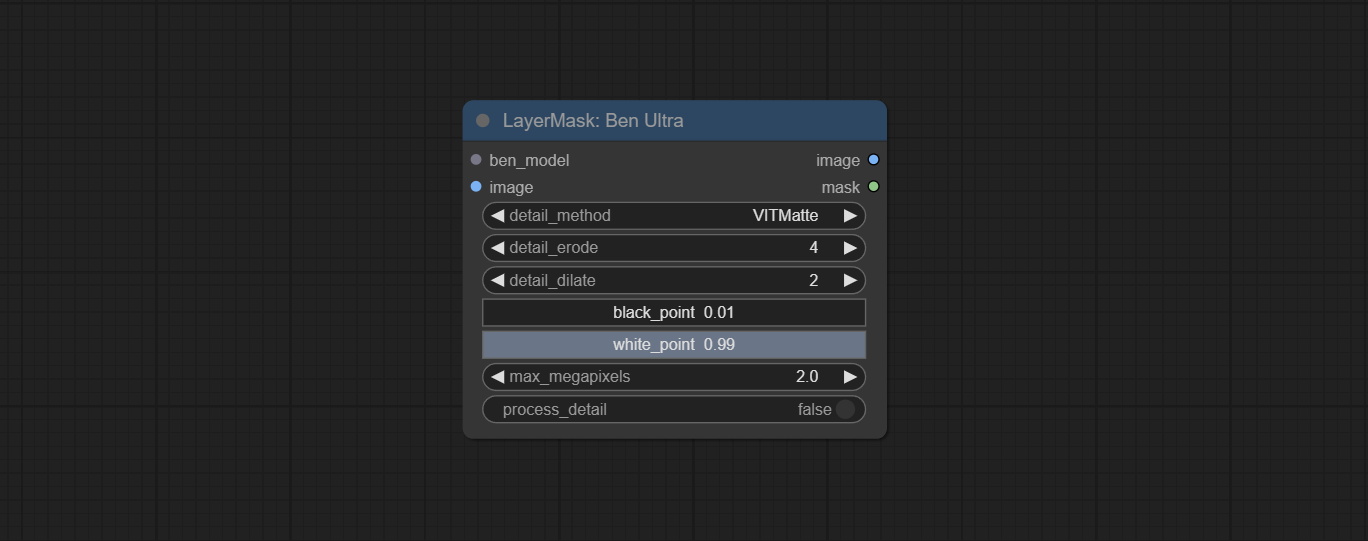 LayerMask: Ben Ultra
ben_model image
image mask
detail_method VITMatte
detail_erode 4
detail_dilate 2
black_point 0.01
white_point 0.99
max_megapixels 2.0
process_detail false